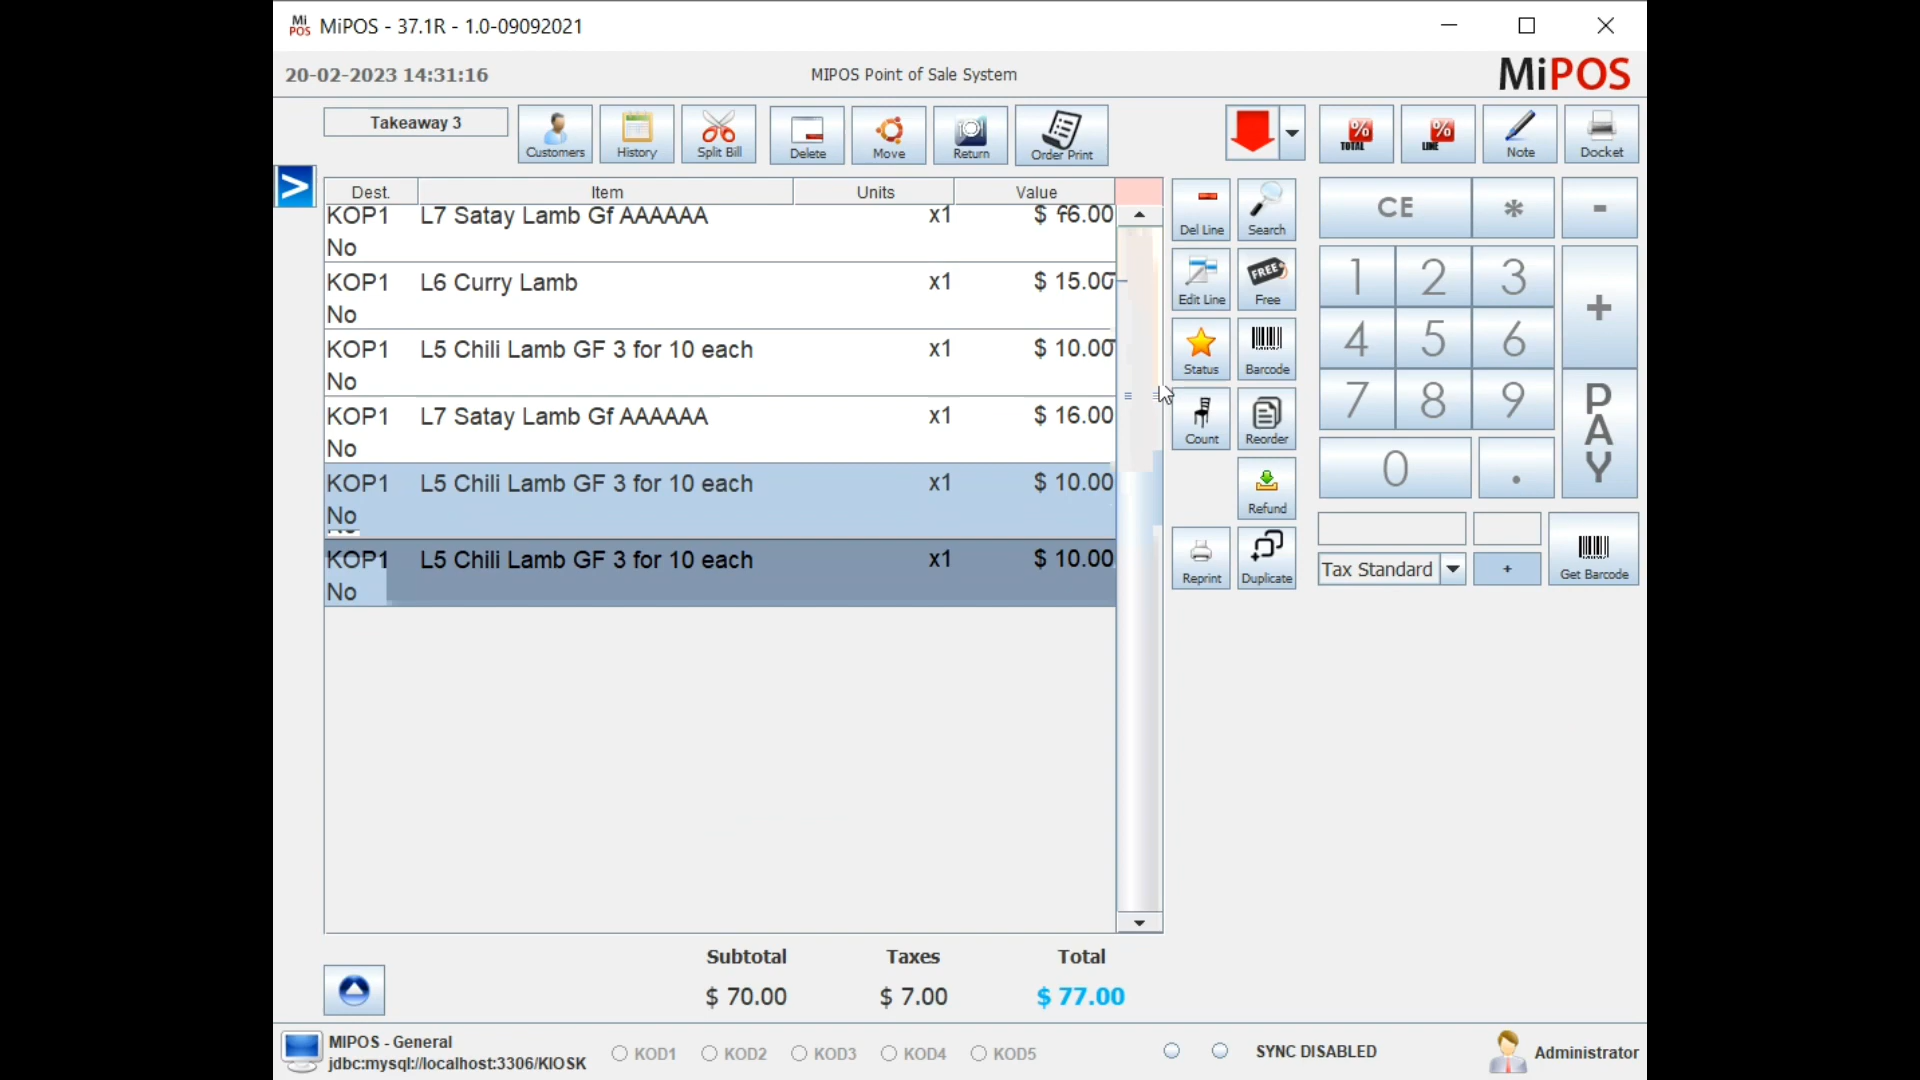 Mi
POS
MiPOS - 37.1R - 1.0-09092021
20-02-2023 14:31:16
MIPOS Point of Sale System
MiPOS
Takeaway 3
Customers
History
Split Bill
Delete
Move
Return
Order Print
% TOTAL
% LINE
Note
Docket
>
Dest. Item Units Value
KOP1 L7 Satay Lamb Gf AAAAAA x1
No
KOP1 L6 Curry Lamb x1 $ 15.00
No
KOP1 L5 Chili Lamb GF 3 for 10 each x1 $ 10.00
No
KOP1 L7 Satay Lamb Gf AAAAAA x1 $ 16.00
No
KOP1 L5 Chili Lamb GF 3 for 10 each x1 $ 10.00
No
KOP1 L5 Chili Lamb GF 3 for 10 each x1 $ 10.00
No
Del Line
Search
Edit Line
FREE
Free
Status
Barcode
Count
Reorder
Refund
Reprint
Duplicate
CE * -
1 2 3 +
4 5 6
7 8 9 PAY
0 .
Tax Standard
+
Get Barcode
Subtotal Taxes Total
$ 70.00 $ 7.00 $ 77.00
MIPOS - General
jdbc:mysql://localhost:3306/KIOSK
KOD1 KOD2 KOD3 KOD4 KOD5
SYNC DISABLED
Administrator